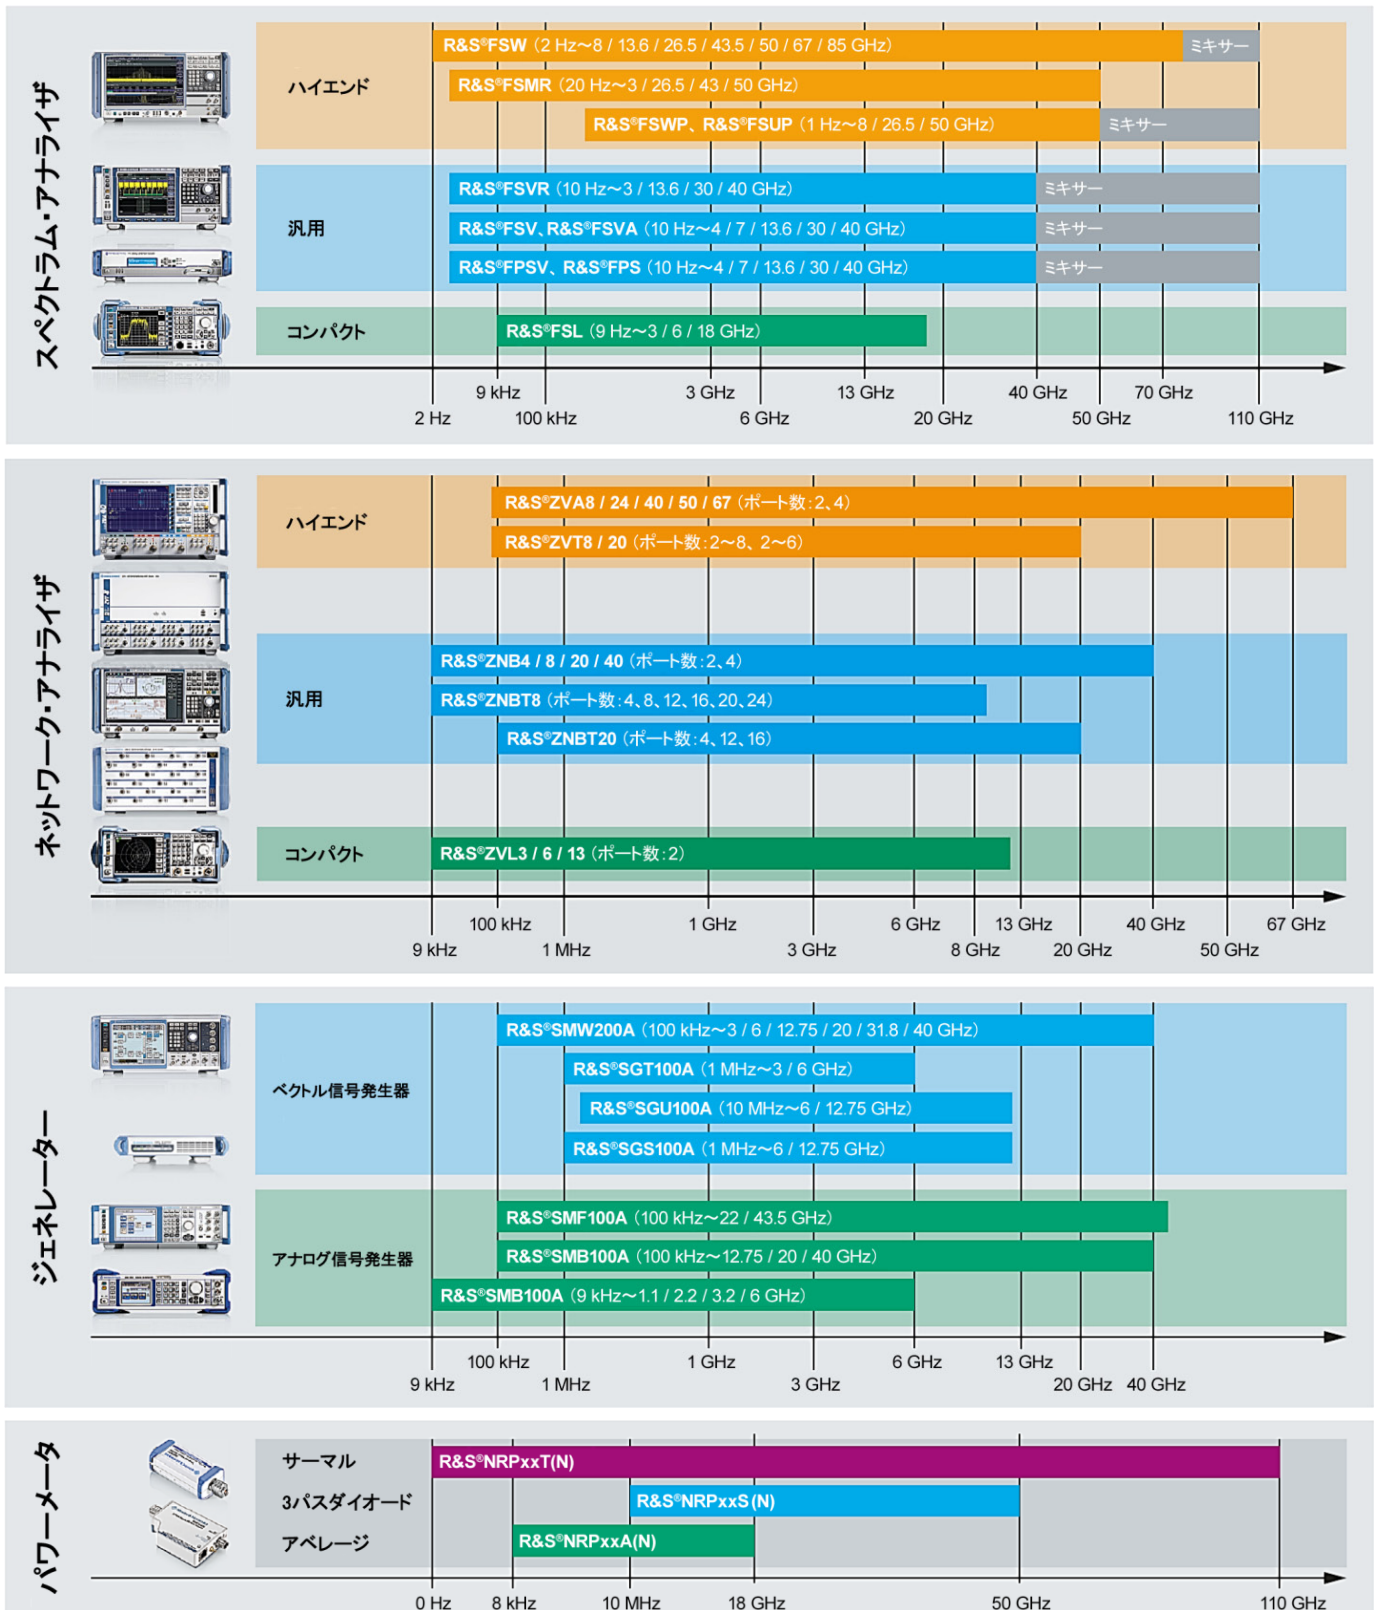 スペクトラム・アナライザ
ハイエンド
R&S®FSW（2 Hz～8 / 13.6 / 26.5 / 43.5 / 50 / 67 / 85 GHz）
ミキサー
R&S®FSMR（20 Hz～3 / 26.5 / 43 / 50 GHz）
R&S®FSWP、R&S®FSUP（1 Hz～8 / 26.5 / 50 GHz）
ミキサー
汎用
R&S®FSVR（10 Hz～3 / 13.6 / 30 / 40 GHz）
ミキサー
R&S®FSV、R&S®FSVA（10 Hz～4 / 7 / 13.6 / 30 / 40 GHz）
ミキサー
R&S®FPSV、R&S®FPS（10 Hz～4 / 7 / 13.6 / 30 / 40 GHz）
ミキサー
コンパクト
R&S®FSL（9 Hz～3 / 6 / 18 GHz）
9 kHz
3 GHz
13 GHz
40 GHz
70 GHz
2 Hz
100 kHz
6 GHz
20 GHz
50 GHz
110 GHz
ネットワーク・アナライザ
ハイエンド
R&S®ZVA8 / 24 / 40 / 50 / 67（ポート数：2、4）
R&S®ZVT8 / 20（ポート数：2～8、2～6）
汎用
R&S®ZNB4 / 8 / 20 / 40（ポート数：2、4）
R&S®ZNBT8（ポート数：4、8、12、16、20、24）
R&S®ZNBT20（ポート数：4、12、16）
コンパクト
R&S®ZVL3 / 6 / 13（ポート数：2）
100 kHz
1 GHz
6 GHz
13 GHz
40 GHz
67 GHz
9 kHz
1 MHz
3 GHz
8 GHz
20 GHz
50 GHz
ジェネレーター
ベクトル信号発生器
R&S®SMW200A（100 kHz～3 / 6 / 12.75 / 20 / 31.8 / 40 GHz）
R&S®SGT100A（1 MHz～3 / 6 GHz）
R&S®SGU100A（10 MHz～6 / 12.75 GHz）
R&S®SGS100A（1 MHz～6 / 12.75 GHz）
アナログ信号発生器
R&S®SMF100A（100 kHz～22 / 43.5 GHz）
R&S®SMB100A（100 kHz～12.75 / 20 / 40 GHz）
R&S®SMB100A（9 kHz～1.1 / 2.2 / 3.2 / 6 GHz）
100 kHz
1 GHz
6 GHz
13 GHz
9 kHz
1 MHz
3 GHz
20 GHz
40 GHz
パワーメータ
サーマル
R&S®NRPxxT(N)
3パスダイオード
R&S®NRPxxS(N)
アベレージ
R&S®NRPxxA(N)
0 Hz
8 kHz
10 MHz
18 GHz
50 GHz
110 GHz